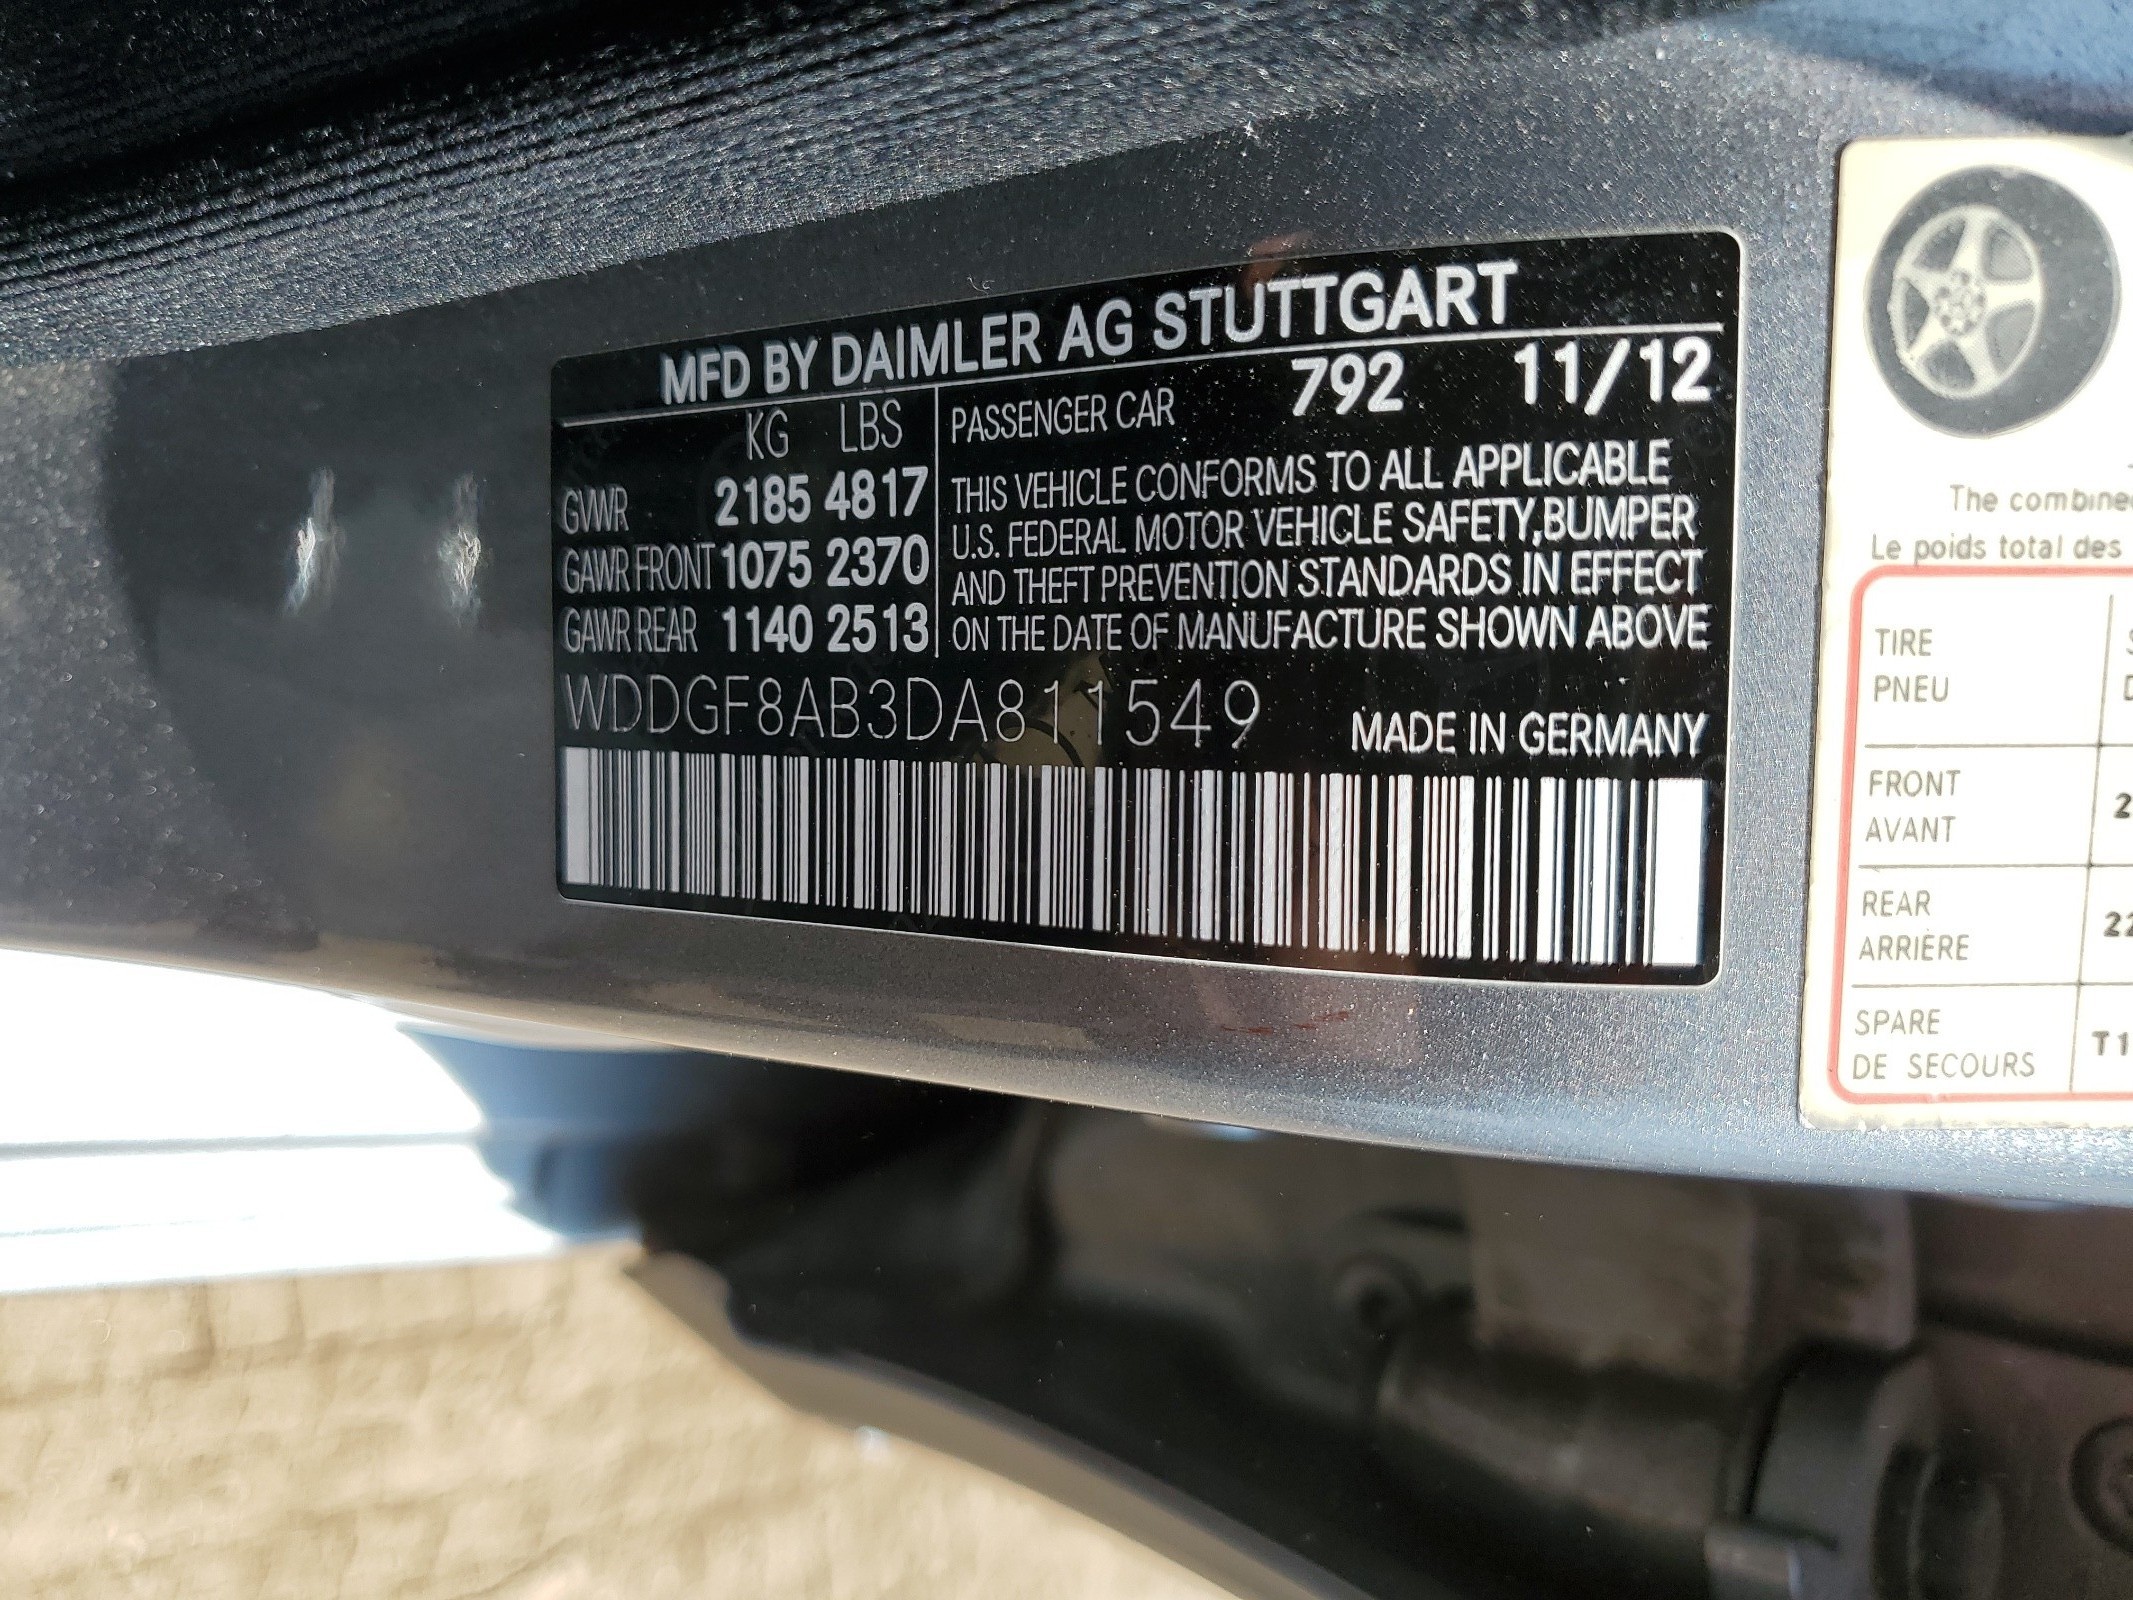 MFD BY DAIMLER AG STUTTGART
KG LBS
GVWR 2185 4817
GAWR FRONT 1075 2370
GAWR REAR 1140 2513
PASSENGER CAR 792 11/12
THIS VEHICLE CONFORMS TO ALL APPLICABLE
U.S. FEDERAL MOTOR VEHICLE SAFETY,BUMPER
AND THEFT PREVENTION STANDARDS IN EFFECT
ON THE DATE OF MANUFACTURE SHOWN ABOVE
WDDGF8AB3DA811549
MADE IN GERMANY
The combine
Le poids total des
TIRE
PNEU
FRONT
AVANT
2
REAR
ARRIÈRE
22
SPARE
DE SECOURS
T1